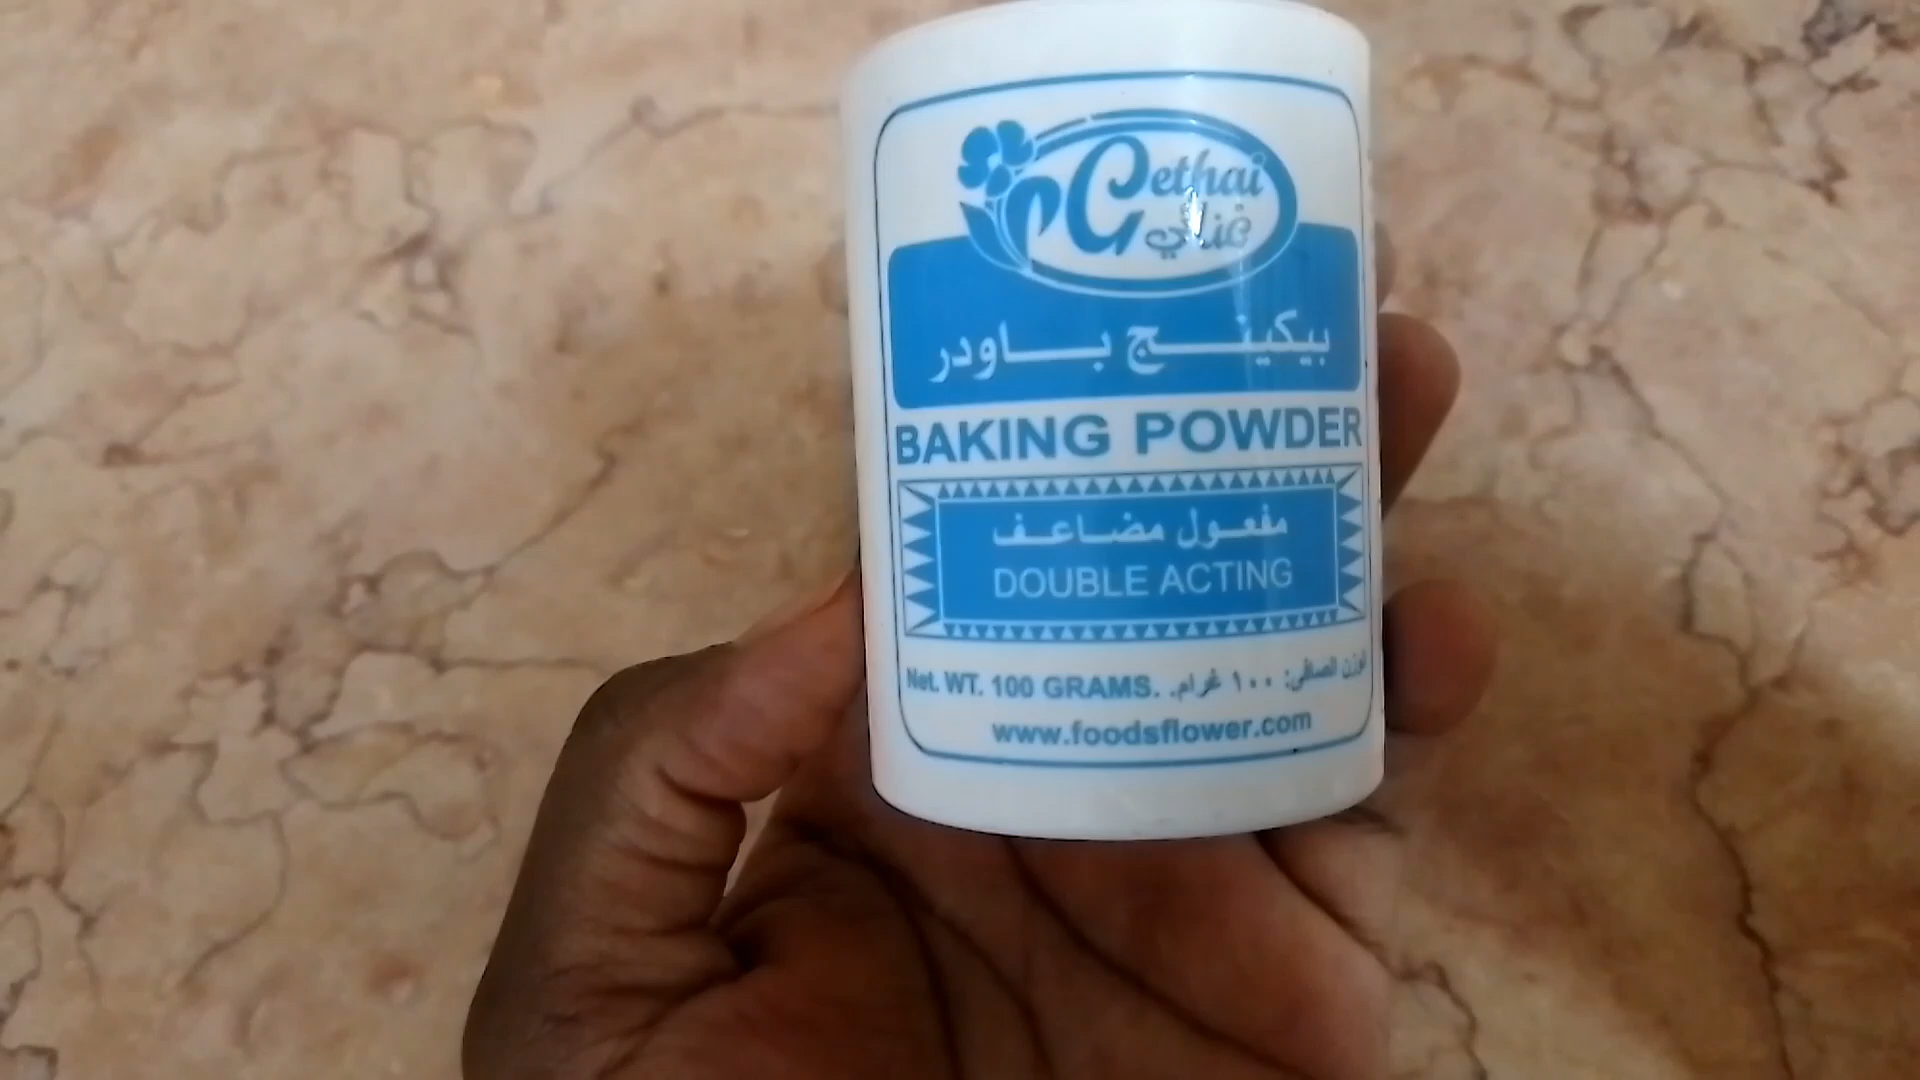 Gethai
غذائي
بيكينج باودر
BAKING POWDER
مفعول مضاعف
DOUBLE ACTING
Net. WT. 100 GRAMS. الوزن الصافي: ١٠٠ غرام.
www.foodsflower.com